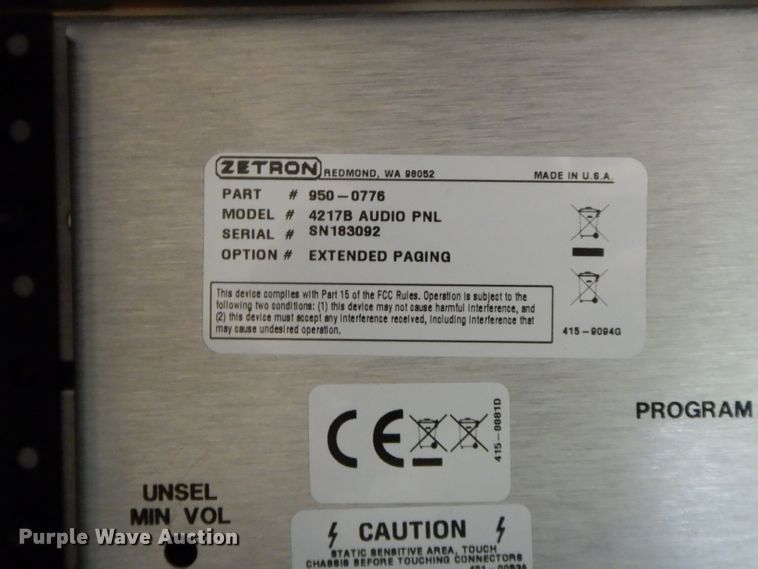 ZETRON REDMOND, WA 98052 MADE IN U.S.A.
PART # 950-0776
MODEL # 4217B AUDIO PNL
SERIAL # SN183092
OPTION # EXTENDED PAGING
This device complies with Part 15 of the FCC Rules. Operation is subject to the
following two conditions: (1) this device may not cause harmful interference, and
(2) this device must accept any interference received, including interference that
may cause undesired operation.
415-9094G
CE
415-0081D
PROGRAM
UNSEL
MIN VOL
CAUTION
STATIC SENSITIVE AREA, TOUCH
CHASSIS BEFORE TOUCHING CONNECTORS
Purple Wave Auction